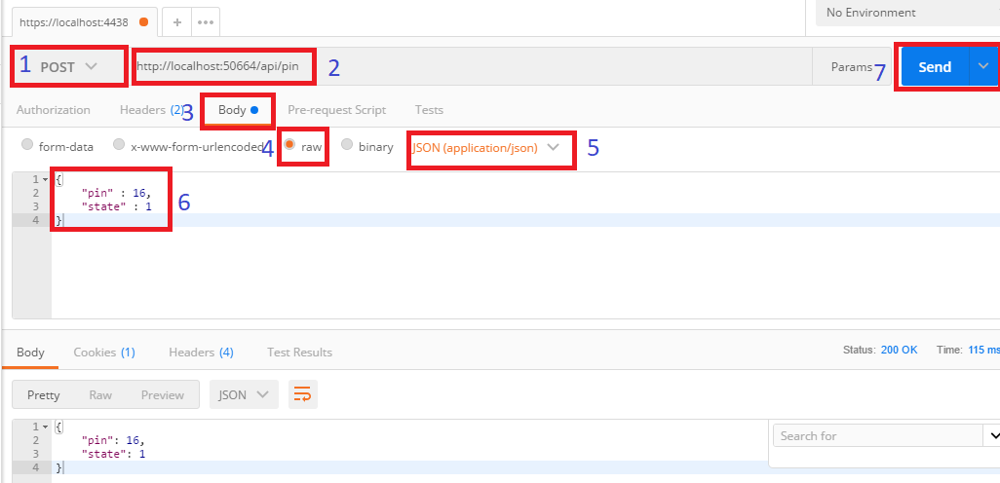 https://localhost:4438 + ••• No Environment
1 POST http://localhost:50664/api/pin 2 Params 7 Send
Authorization Headers (2) 3 Body Pre-request Script Tests
form-data x-www-form-urlencoded 4 raw binary JSON (application/json) 5
1 {
2 "pin" : 16,
3 "state" : 1
4 }
6
Body Cookies (1) Headers (4) Test Results Status: 200 OK Time: 115 ms
Pretty Raw Preview JSON
1 {
2 "pin": 16,
3 "state": 1
4 }
Search for